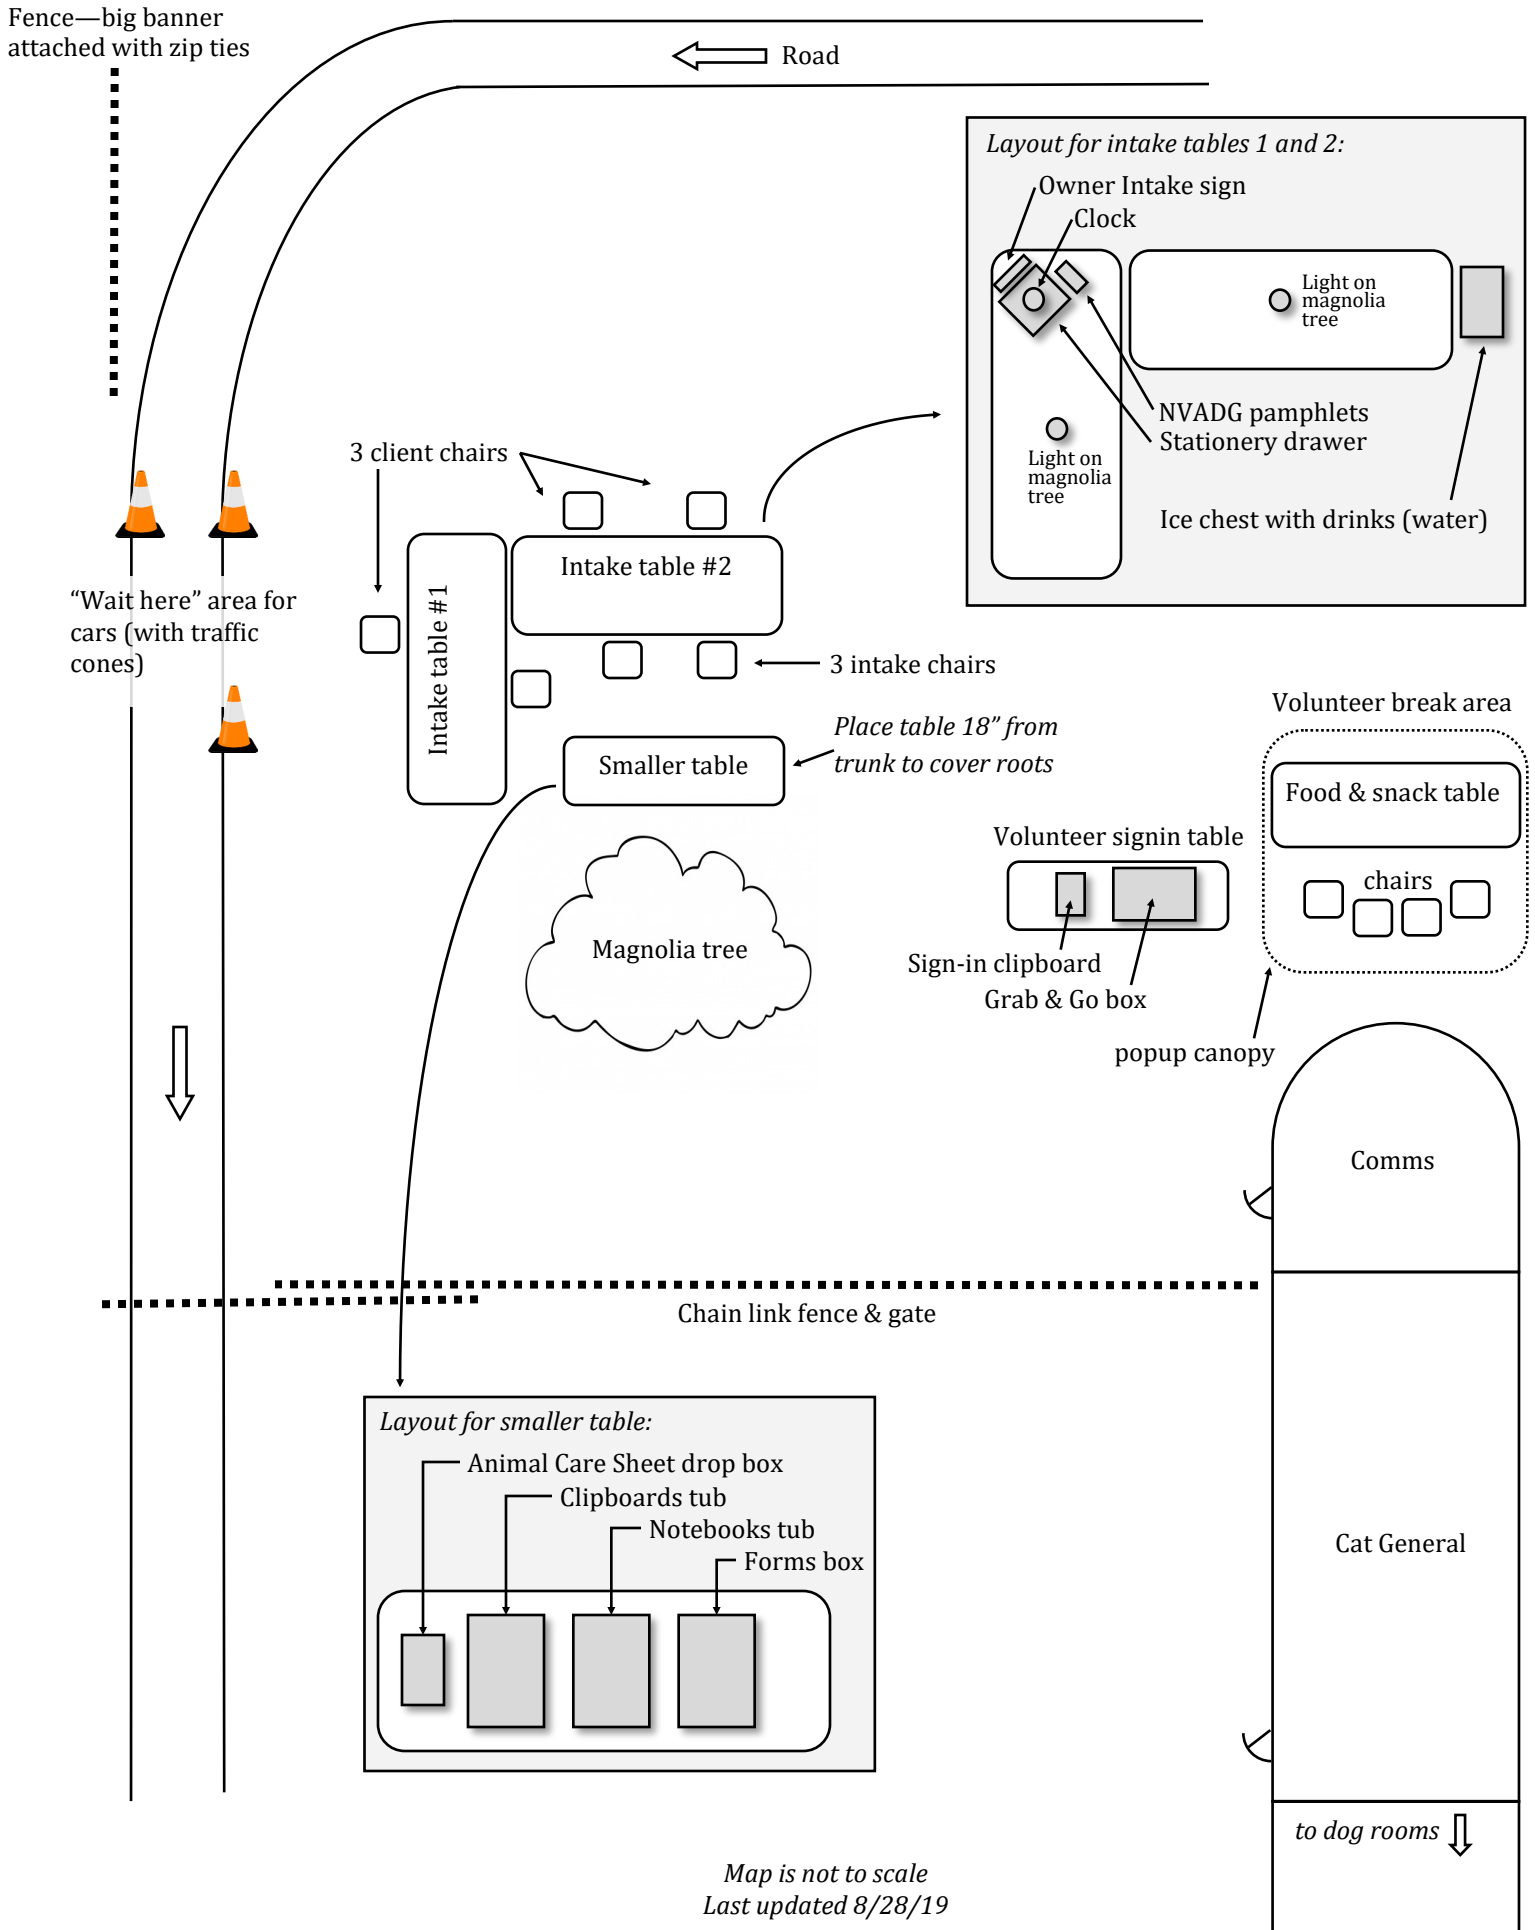 Fence—big banner
attached with zip ties
Road
Layout for intake tables 1 and 2:
Owner Intake sign
Clock
Light on
magnolia
tree
NVADG pamphlets
Stationery drawer
Light on
magnolia
tree
Ice chest with drinks (water)
3 client chairs
Intake table #2
Intake table #1
“Wait here” area for
cars (with traffic
cones)
3 intake chairs
Place table 18” from
trunk to cover roots
Smaller table
Volunteer break area
Food & snack table
chairs
Volunteer signin table
Sign-in clipboard
Grab & Go box
popup canopy
Magnolia tree
Comms
Chain link fence & gate
Layout for smaller table:
Animal Care Sheet drop box
Clipboards tub
Notebooks tub
Forms box
Cat General
to dog rooms
Map is not to scale
Last updated 8/28/19